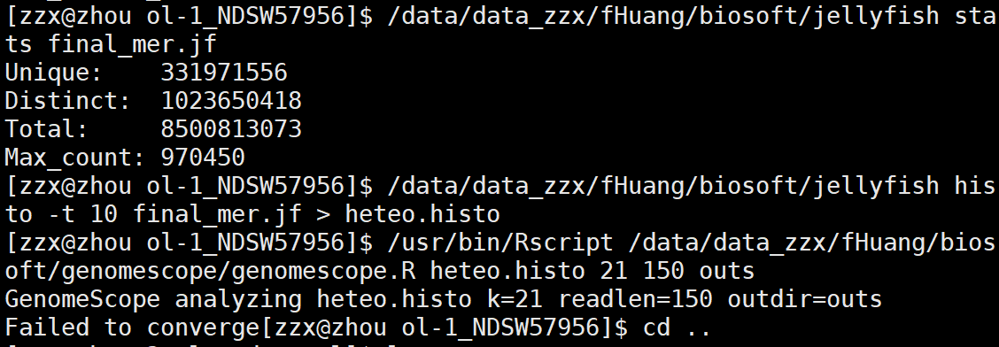 [zzx@zhou ol-1_NDSW57956]$ /data/data_zzx/fHuang/biosoft/jellyfish sta
ts final_mer.jf
Unique:    331971556
Distinct:  1023650418
Total:     8500813073
Max_count: 970450
[zzx@zhou ol-1_NDSW57956]$ /data/data_zzx/fHuang/biosoft/jellyfish his
to -t 10 final_mer.jf > heteo.histo
[zzx@zhou ol-1_NDSW57956]$ /usr/bin/Rscript /data/data_zzx/fHuang/bios
oft/genomescope/genomescope.R heteo.histo 21 150 outs
GenomeScope analyzing heteo.histo k=21 readlen=150 outdir=outs
Failed to converge[zzx@zhou ol-1_NDSW57956]$ cd ..